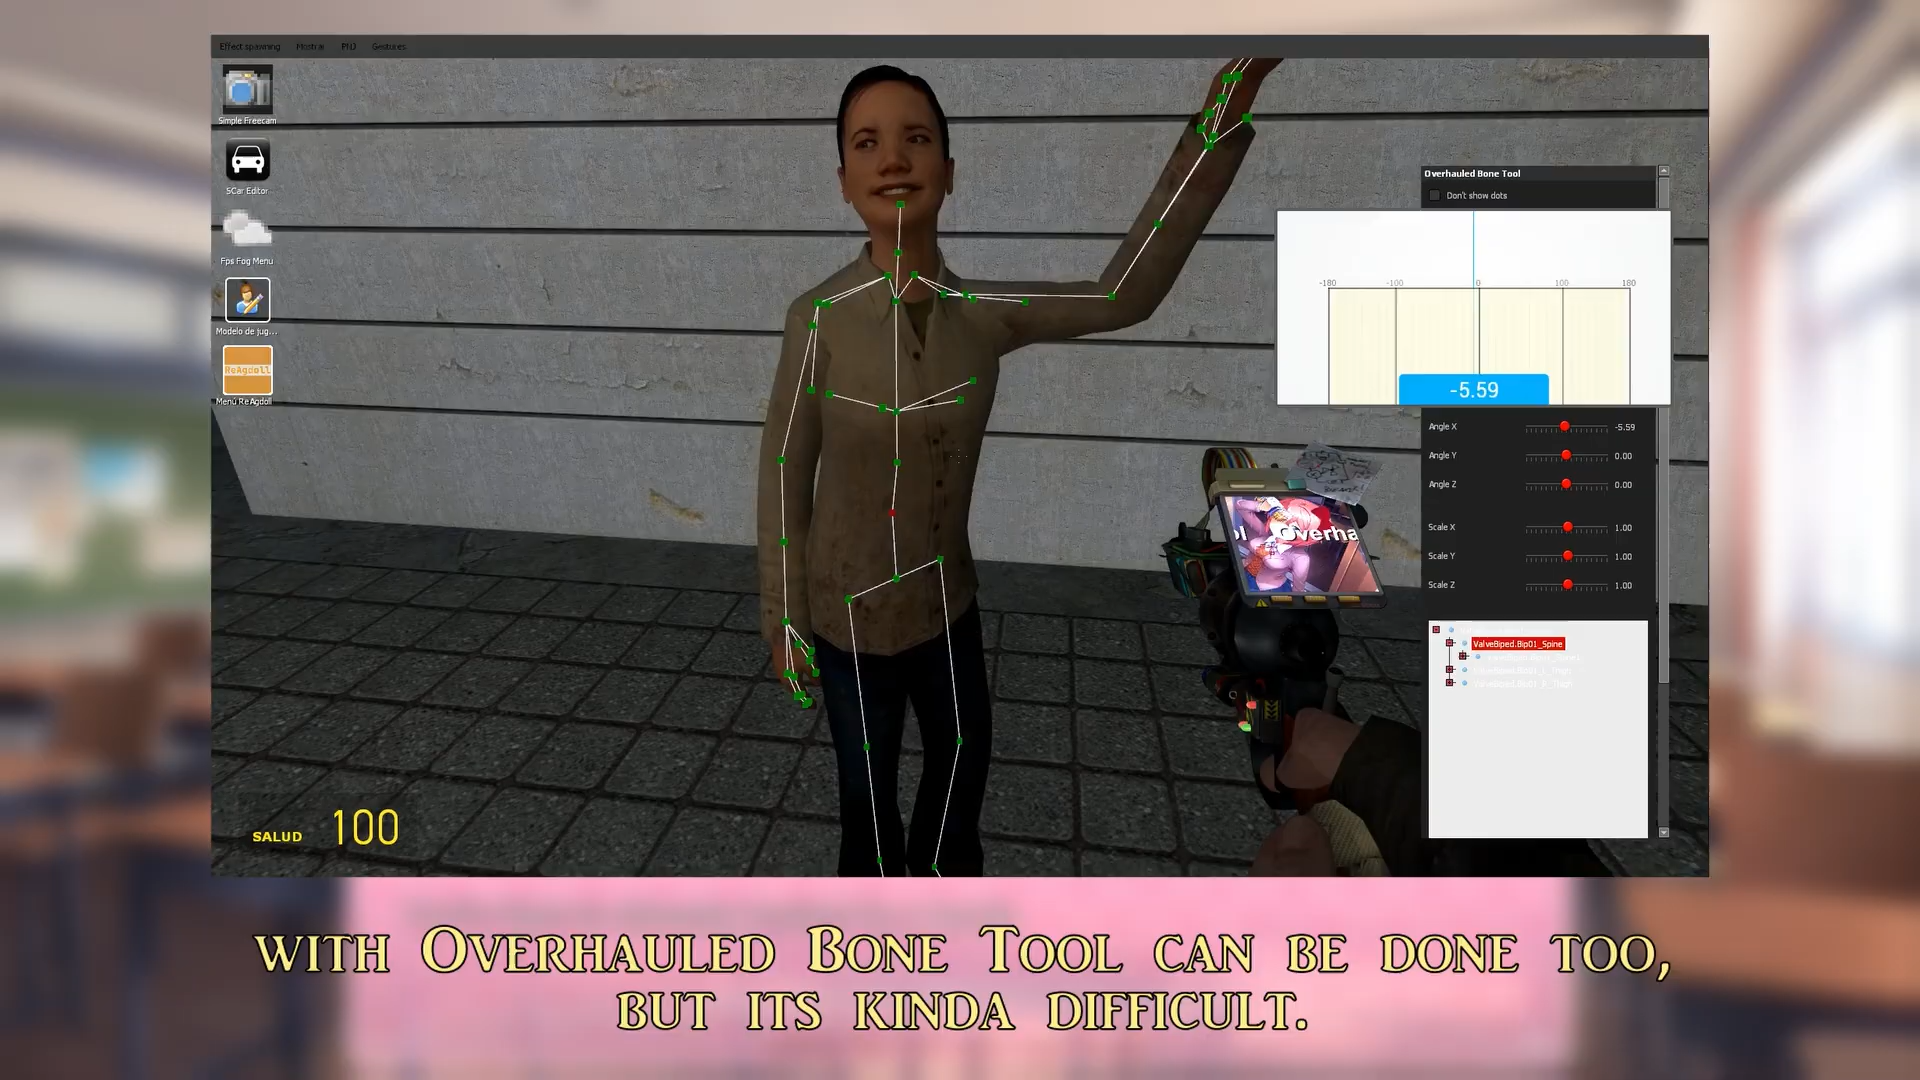 Effect spawning Mostrar PNJ Gestures
Simple Freecam
SCar Editor
Fps Fog Menu
Modelo de jug...
ReAgdoll
Menú ReAgdoll
Overhauled Bone Tool
Don't show dots
-180 -100 0 100 180
-5.59
Angle X -5.59
Angle Y 0.00
Angle Z 0.00
Scale X 1.00
Scale Y 1.00
Scale Z 1.00
ol Overha
ValveBiped.Bip01_Spine
SALUD 100
WITH OVERHAULED BONE TOOL CAN BE DONE TOO,
BUT ITS KINDA DIFFICULT.